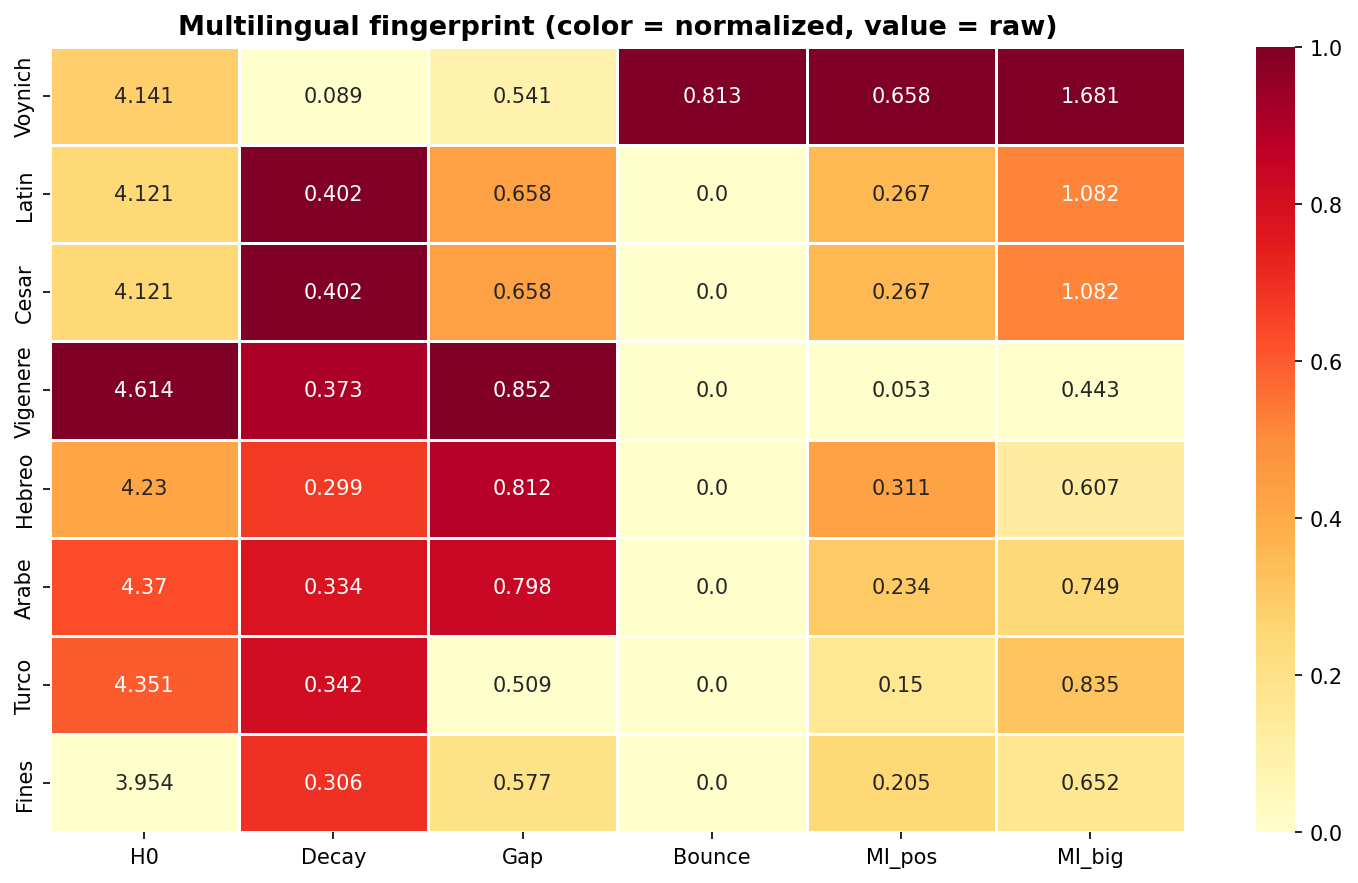 Multilingual fingerprint (color = normalized, value = raw)
Voynich 4.141 0.089 0.541 0.813 0.658 1.681
Latin 4.121 0.402 0.658 0.0 0.267 1.082
Cesar 4.121 0.402 0.658 0.0 0.267 1.082
Vigenere 4.614 0.373 0.852 0.0 0.053 0.443
Hebreo 4.23 0.299 0.812 0.0 0.311 0.607
Arabe 4.37 0.334 0.798 0.0 0.234 0.749
Turco 4.351 0.342 0.509 0.0 0.15 0.835
Fines 3.954 0.306 0.577 0.0 0.205 0.652
H0 Decay Gap Bounce MI_pos MI_big
1.0
0.8
0.6
0.4
0.2
0.0